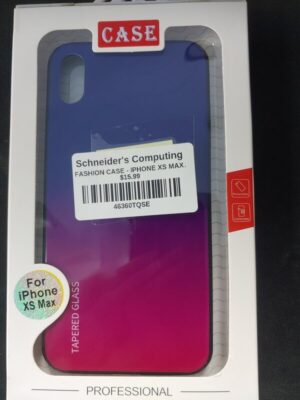 CASE
Schneider's Computing
FASHION CASE - IPHONE XS MAX.
$15.99
46360TQSE
For
iPhone
XS Max
TAPERED GLASS
PROFESSIONAL